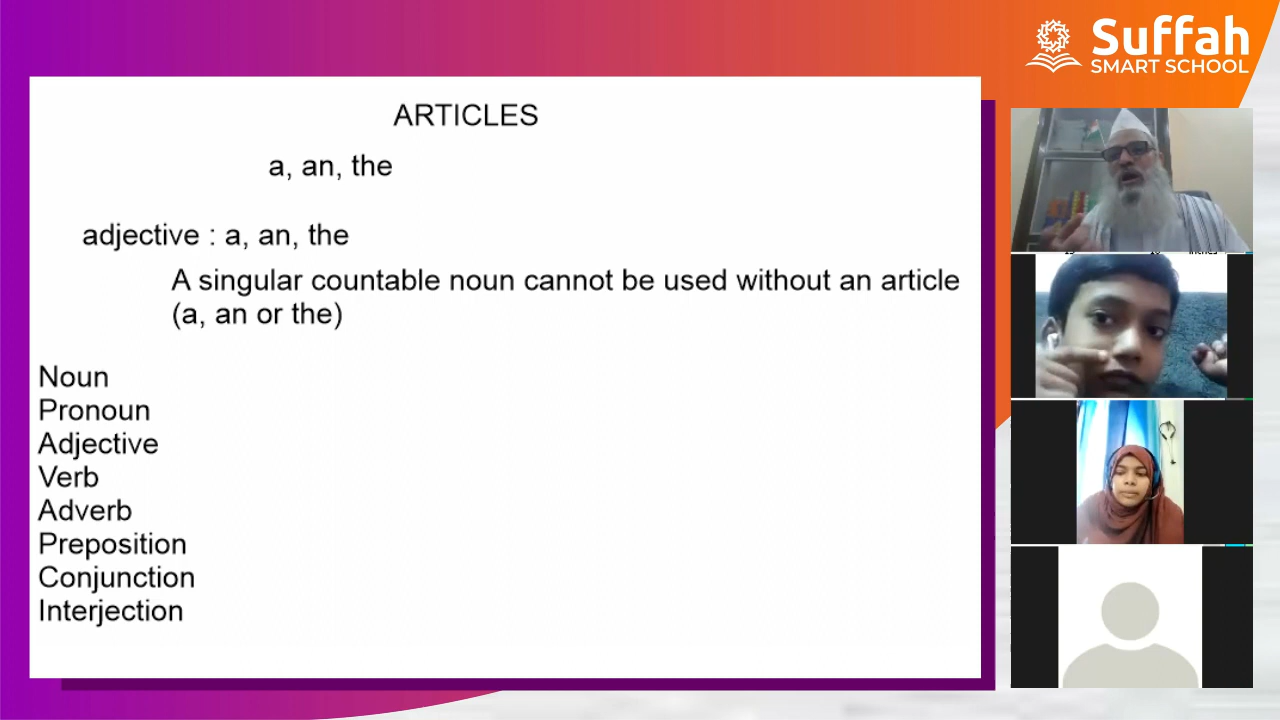 Suffah
SMART SCHOOL
ARTICLES
a, an, the
adjective : a, an, the
A singular countable noun cannot be used without an article
(a, an or the)
Noun
Pronoun
Adjective
Verb
Adverb
Preposition
Conjunction
Interjection